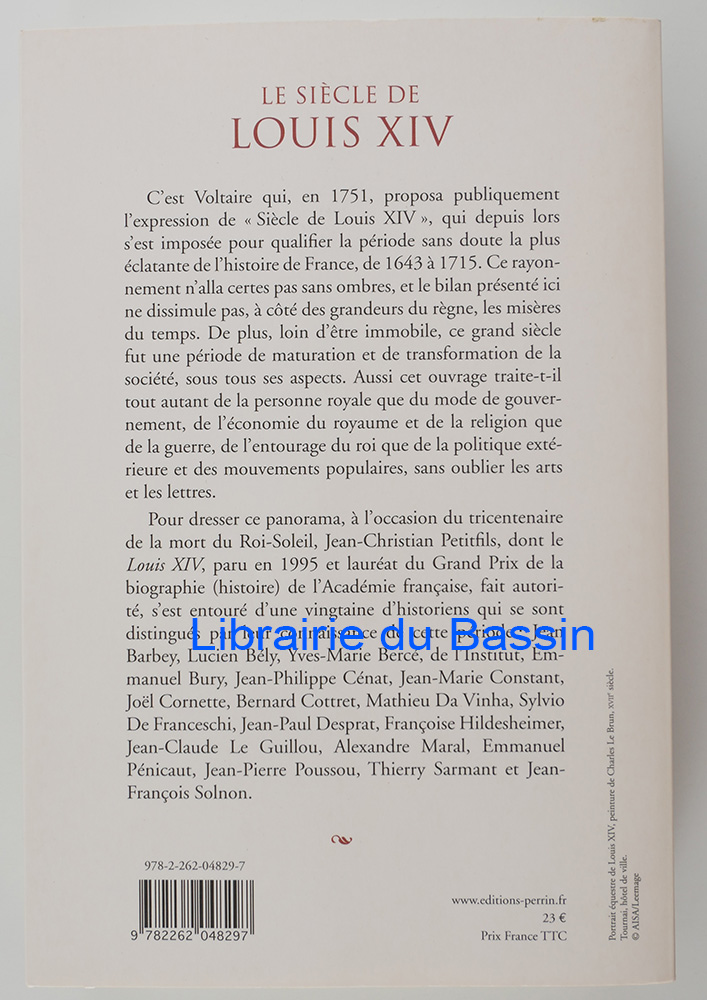 LE SIÈCLE DE
LOUIS XIV
C'est Voltaire qui, en 1751, proposa publiquement
l'expression de « Siècle de Louis XIV », qui depuis lors
s'est imposée pour qualifier la période sans doute la plus
éclatante de l'histoire de France, de 1643 à 1715. Ce rayon-
nement n'alla certes pas sans ombres, et le bilan présenté ici
ne dissimule pas, à côté des grandeurs du règne, les misères
du temps. De plus, loin d'être immobile, ce grand siècle
fut une période de maturation et de transformation de la
société, sous tous ses aspects. Aussi cet ouvrage traite-t-il
tout autant de la personne royale que du mode de gouver-
nement, de l'économie du royaume et de la religion que
de la guerre, de l'entourage du roi que de la politique exté-
rieure et des mouvements populaires, sans oublier les arts
et les lettres.
Pour dresser ce panorama, à l'occasion du tricentenaire
de la mort du Roi-Soleil, Jean-Christian Petitfils, dont le
Louis XIV, paru en 1995 et lauréat du Grand Prix de la
biographie (histoire) de l'Académie française, fait autori-
té, s'est entouré d'une vingtaine d'historiens qui se sont
distingués par leur connaissance de cette période : Jean
Librairie du Bassin
Barbey, Lucien Bély, Yves-Marie Bercé, de l'Institut, Em-
manuel Bury, Jean-Philippe Cénat, Jean-Marie Constant,
Joël Cornette, Bernard Cottret, Mathieu Da Vinha, Sylvio
De Franceschi, Jean-Paul Desprat, Françoise Hildesheimer,
Jean-Claude Le Guillou, Alexandre Maral, Emmanuel
Pénicaut, Jean-Pierre Poussou, Thierry Sarmant et Jean-
François Solnon.
978-2-262-04829-7
9 782262 048297
www.editions-perrin.fr
23 €
Prix France TTC
Portrait équestre de Louis XIV, peinture de Charles Le Brun, XVIIe siècle.
Tournai, hôtel de ville.
© AISA/Leemage